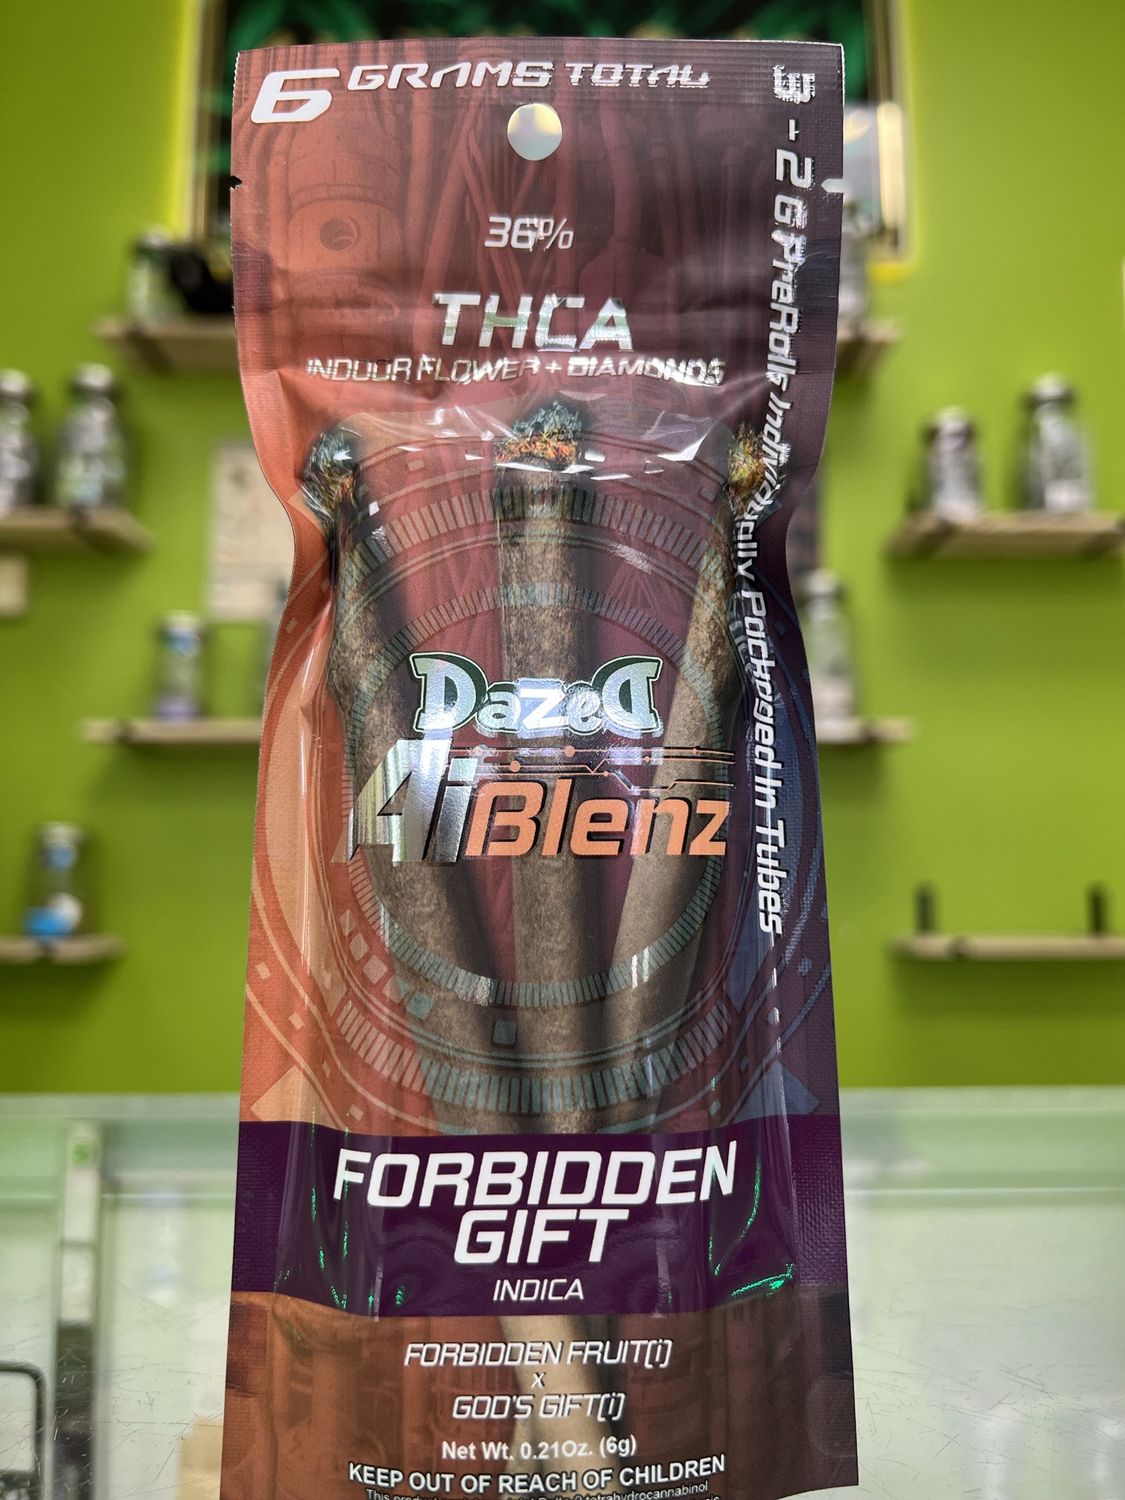 6 GRAMS TOTAL
3 - 2 G PreRolls Individually Packaged In Tubes
36%
THCA
INDOOR FLOWER + DIAMONDS
DazeD
AiBlenz
FORBIDDEN
GIFT
INDICA
FORBIDDEN FRUIT(i)
x
GOD'S GIFT(i)
Net Wt. 0.21Oz. (6g)
KEEP OUT OF REACH OF CHILDREN